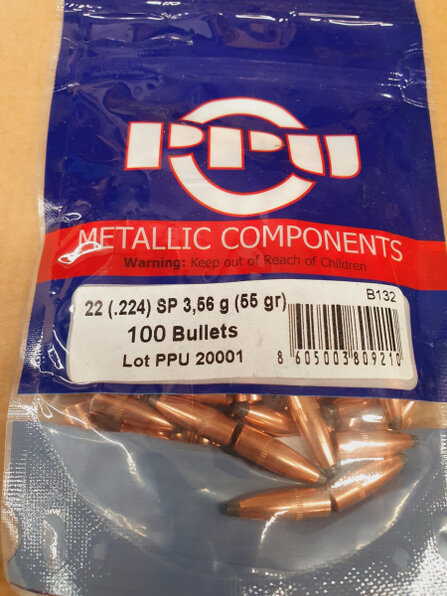 PPU
METALLIC COMPONENTS
Warning: Keep out of Reach of Children
22 (.224) SP 3,56 g (55 gr)
B132
100 Bullets
Lot PPU 20001
8 605003 809210